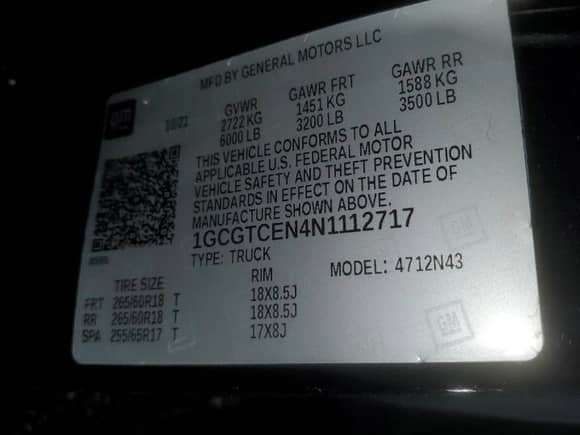 MFD BY GENERAL MOTORS LLC
10/21 GVWR GAWR FRT GAWR RR
2722 KG 1451 KG 1588 KG
6000 LB 3200 LB 3500 LB
THIS VEHICLE CONFORMS TO ALL
APPLICABLE U.S. FEDERAL MOTOR
VEHICLE SAFETY AND THEFT PREVENTION
STANDARDS IN EFFECT ON THE DATE OF
MANUFACTURE SHOWN ABOVE.
1GCGTCEN4N1112717
TYPE: TRUCK MODEL: 4712N43
TIRE SIZE RIM
FRT 265/60R18 T 18X8.5J
RR 265/60R18 T 18X8.5J
SPA 255/65R17 T 17X8J
GM